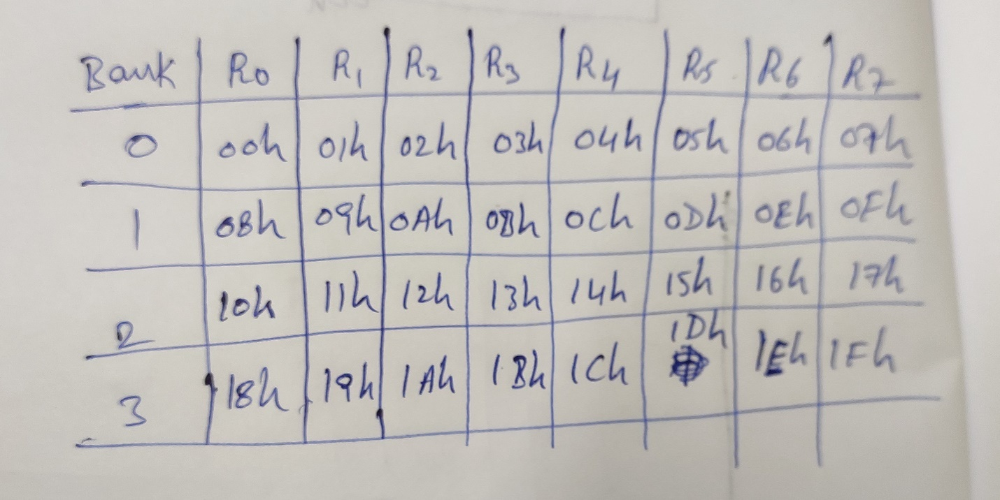 Bank R0 R1 R2 R3 R4 R5 R6 R7
0 00h 01h 02h 03h 04h 05h 06h 07h
1 08h 09h 0Ah 0Bh 0Ch 0Dh 0Eh 0Fh
2 10h 11h 12h 13h 14h 15h 16h 17h
3 18h 19h 1Ah 1Bh 1Ch 1Dh 1Eh 1Fh